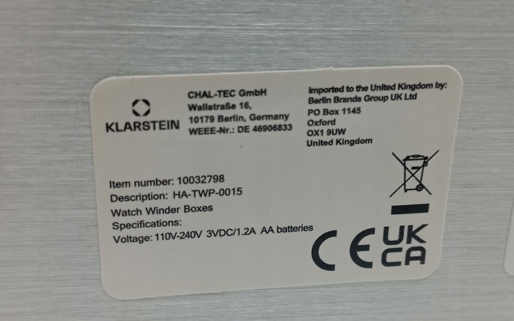 KLARSTEIN
CHAL-TEC GmbH
Wallstraße 16,
10179 Berlin, Germany
WEEE-Nr.: DE 46906833
Imported to the United Kingdom by:
Berlin Brands Group UK Ltd
PO Box 1145
Oxford
OX1 9UW
United Kingdom
Item number: 10032798
Description: HA-TWP-0015
Watch Winder Boxes
Specifications:
Voltage: 110V-240V 3VDC/1.2A AA batteries
CE
UK
CA